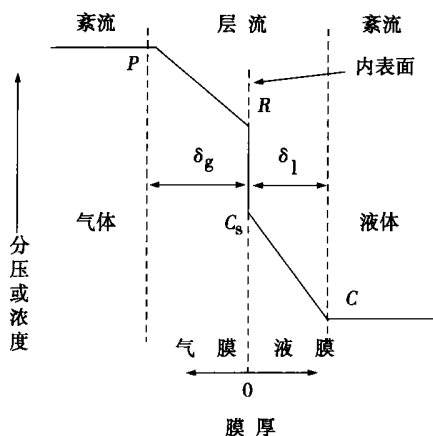 紊流 层流 紊流
内表面
P
R
δg δl
气体 Cs 液体
分压或浓度
C
气膜 液膜
0
膜厚